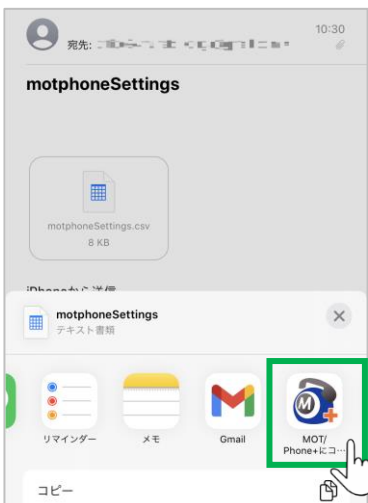 10:30
宛先:
motphoneSettings
motphoneSettings.csv
8 KB
iPhoneから送信
motphoneSettings
テキスト書類
リマインダー
メモ
Gmail
MOT/
Phone+にコ…
コピー